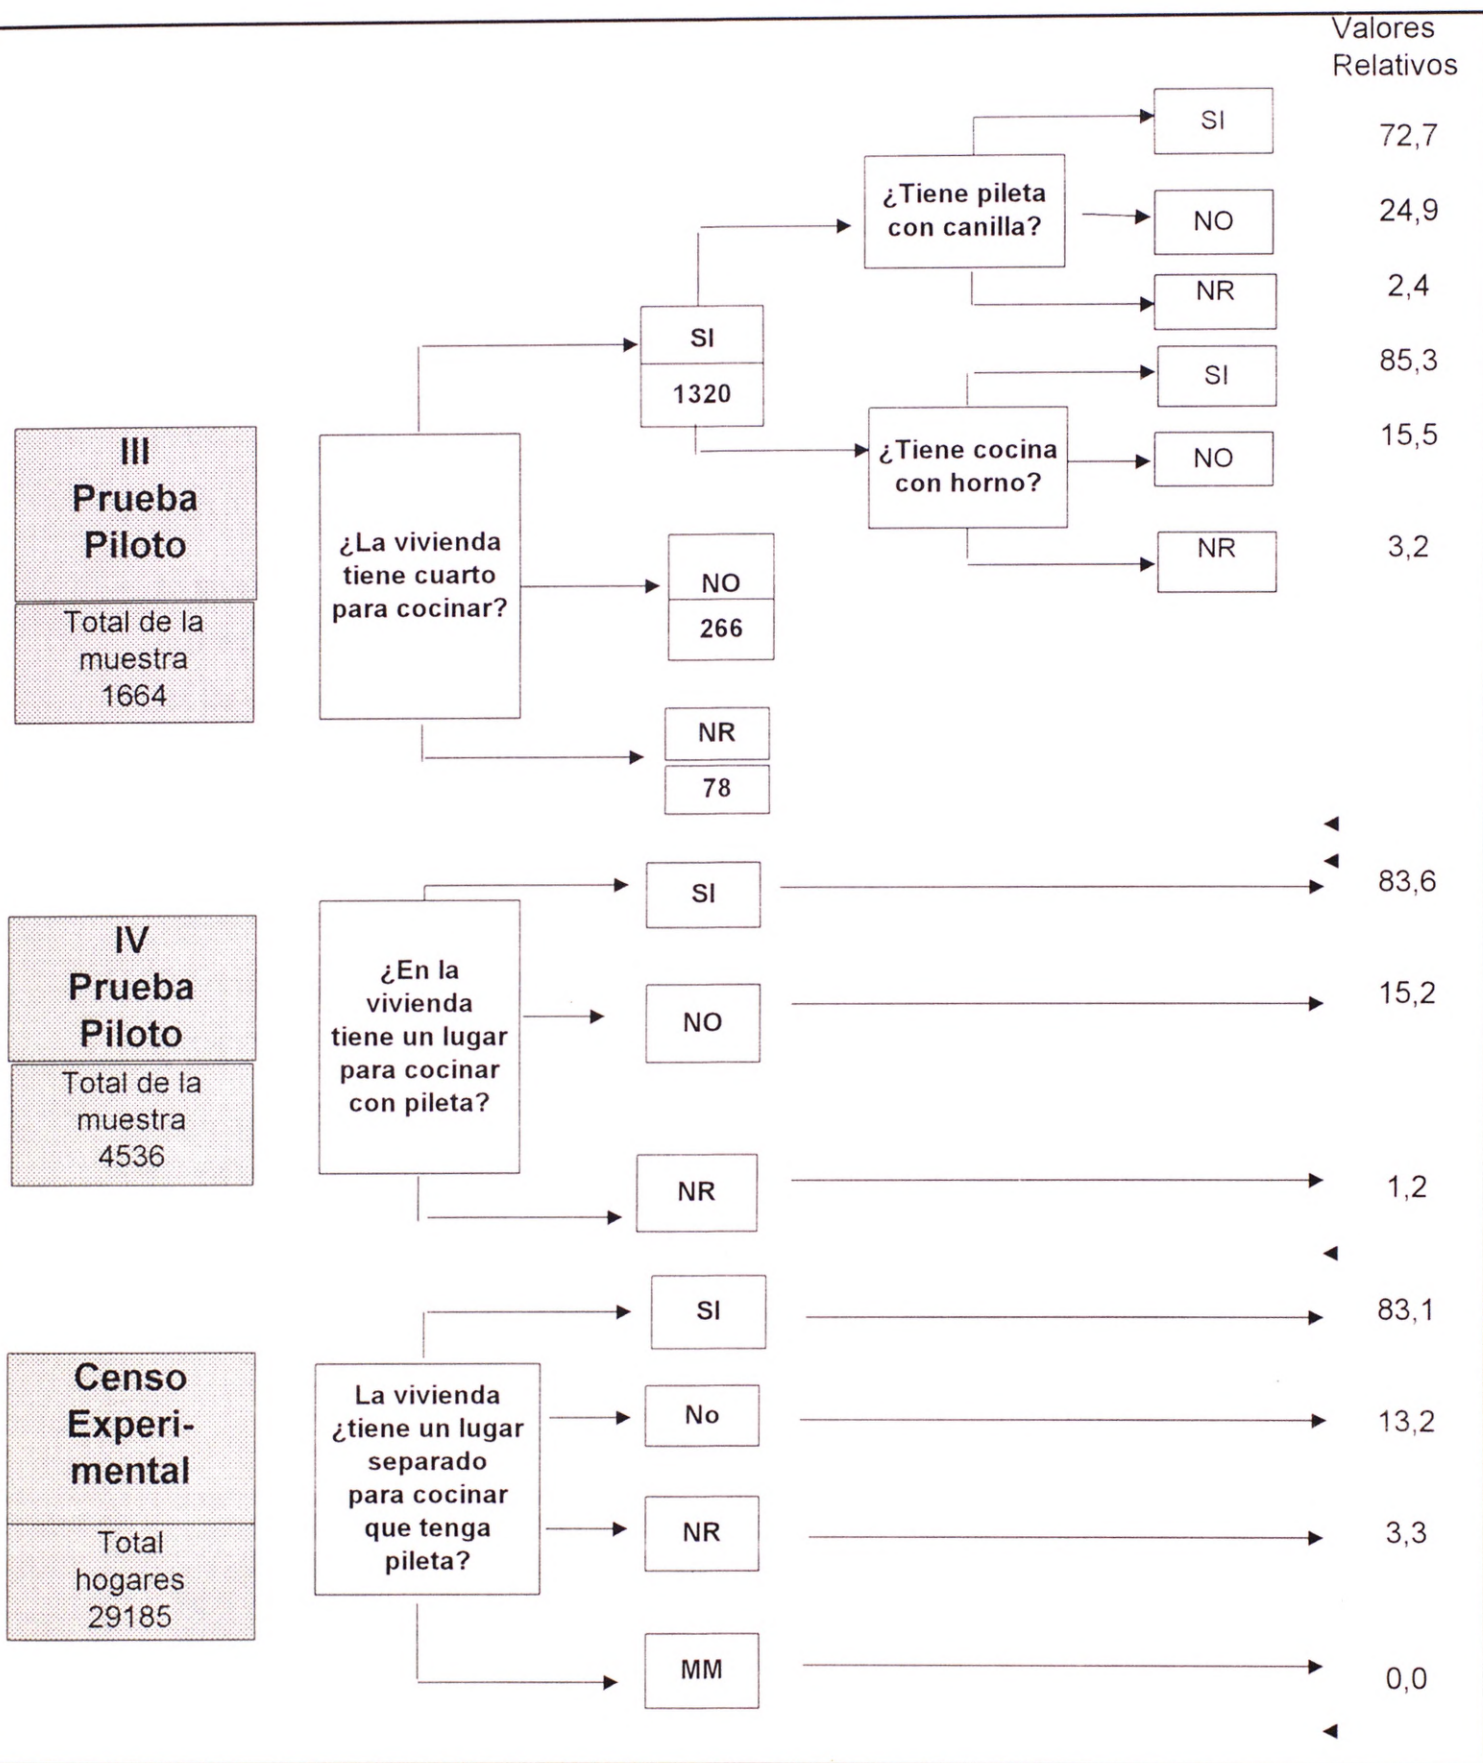 Valores
Relativos
SI
72,7
¿Tiene pileta
con canilla?
NO
24,9
NR
2,4
SI
1320
SI
85,3
¿Tiene cocina
con horno?
NO
15,5
NR
3,2
III
Prueba
Piloto
Total de la
muestra
1664
¿La vivienda
tiene cuarto
para cocinar?
NO
266
NR
78
IV
Prueba
Piloto
Total de la
muestra
4536
¿En la
vivienda
tiene un lugar
para cocinar
con pileta?
SI
83,6
NO
15,2
NR
1,2
Censo
Experi-
mental
Total
hogares
29185
La vivienda
¿tiene un lugar
separado
para cocinar
que tenga
pileta?
SI
83,1
No
13,2
NR
3,3
MM
0,0